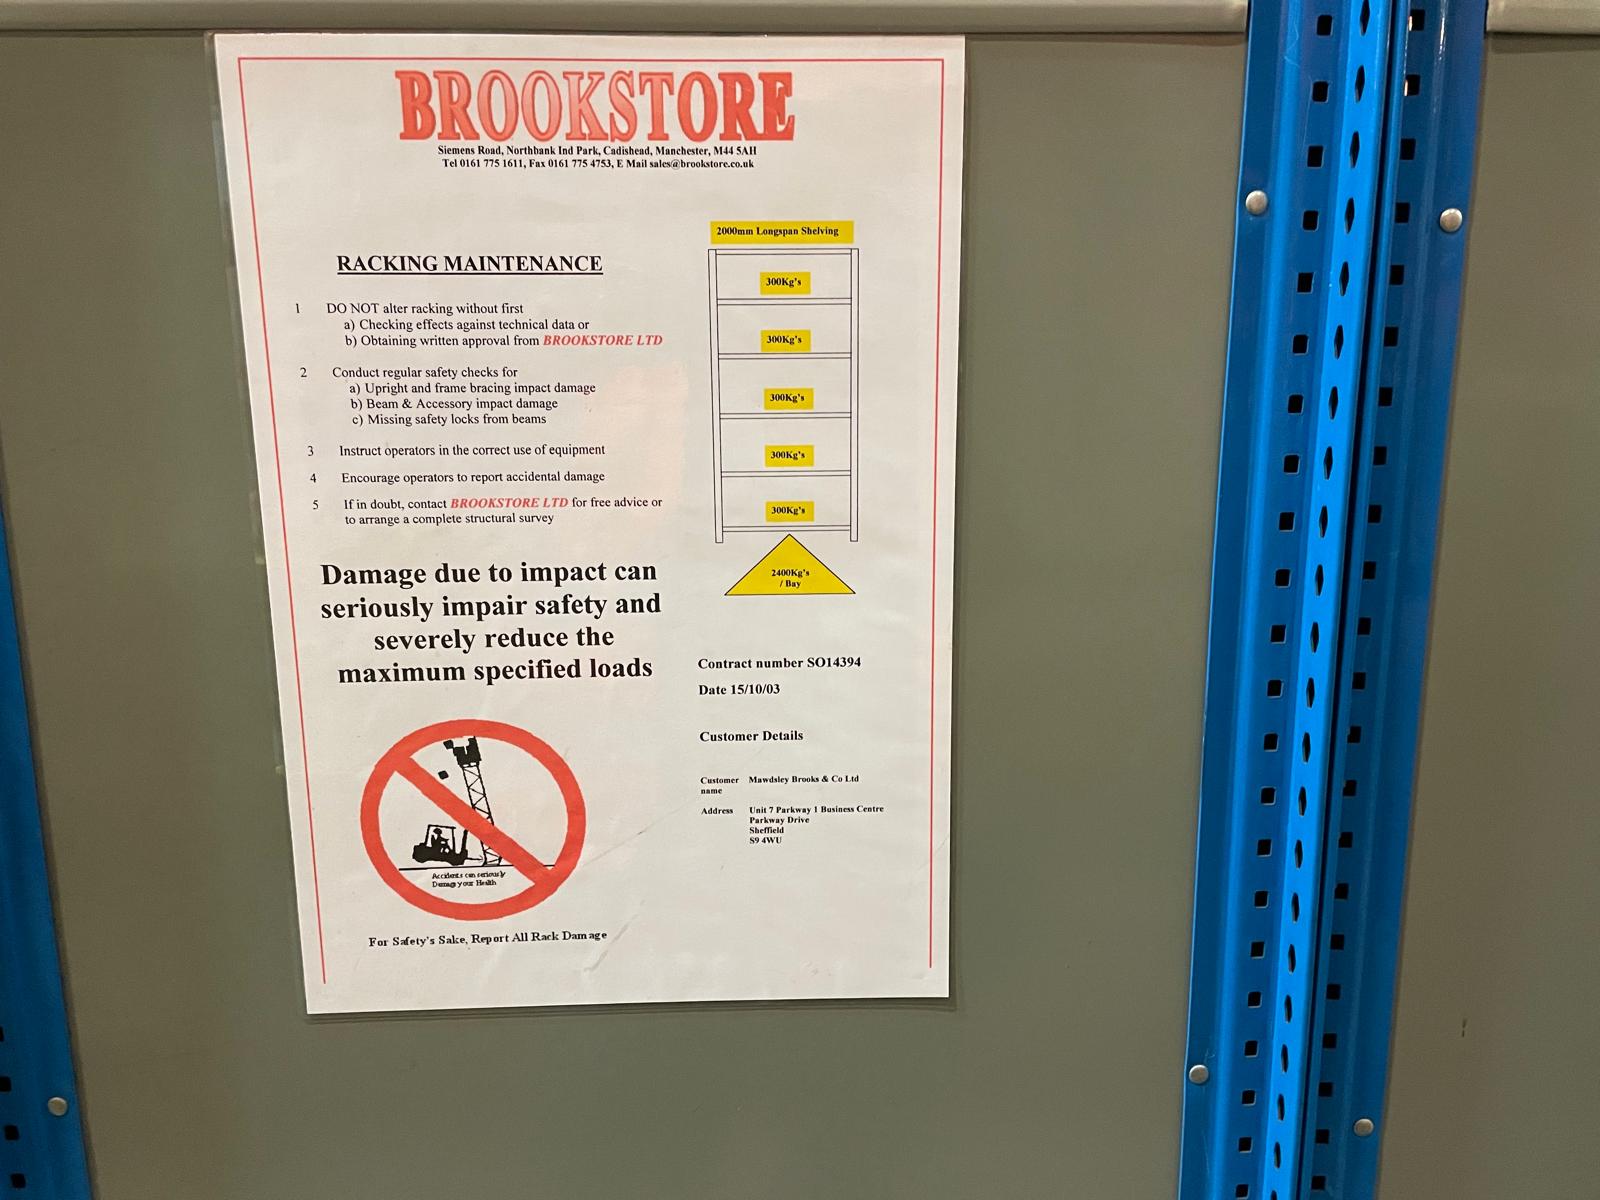 BROOKSTORE
Siemens Road, Northbank Ind Park, Cadishead, Manchester, M44 5AH
Tel 0161 775 1611, Fax 0161 775 4753, E Mail sales@brookstore.co.uk
RACKING MAINTENANCE
1 DO NOT alter racking without first
a) Checking effects against technical data or
b) Obtaining written approval from BROOKSTORE LTD
2 Conduct regular safety checks for
a) Upright and frame bracing impact damage
b) Beam & Accessory impact damage
c) Missing safety locks from beams
3 Instruct operators in the correct use of equipment
4 Encourage operators to report accidental damage
5 If in doubt, contact BROOKSTORE LTD for free advice or
to arrange a complete structural survey
Damage due to impact can
seriously impair safety and
severely reduce the
maximum specified loads
Accidents can seriously
Damage your Health
For Safety's Sake, Report All Rack Damage
2000mm Longspan Shelving
300Kg's
300Kg's
300Kg's
300Kg's
300Kg's
2400Kg's
/ Bay
Contract number SO14394
Date 15/10/03
Customer Details
Customer Mawdsley Brooks & Co Ltd
name
Address Unit 7 Parkway 1 Business Centre
Parkway Drive
Sheffield
S9 4WU